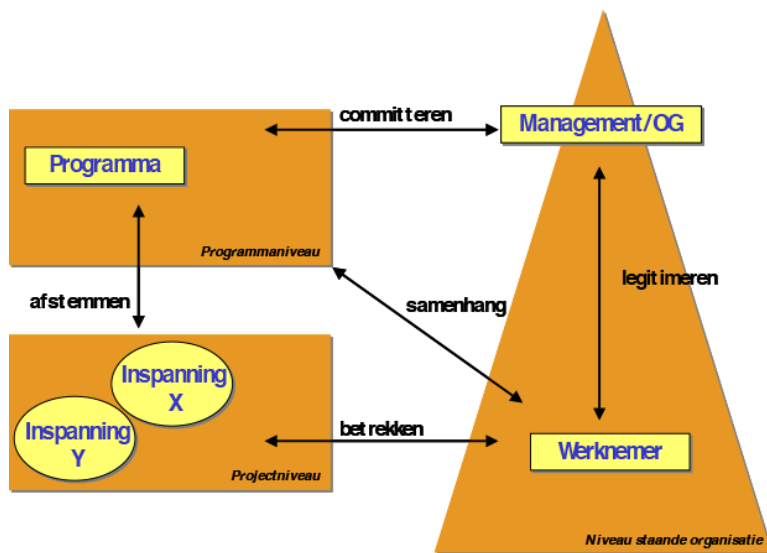 committeren
Management/OG
Programma
Programmaniveau
afstemmen
samenhang
legitimeren
Inspanning
X
Inspanning
Y
betrekken
Werknemer
Projectniveau
Niveau staande organisatie